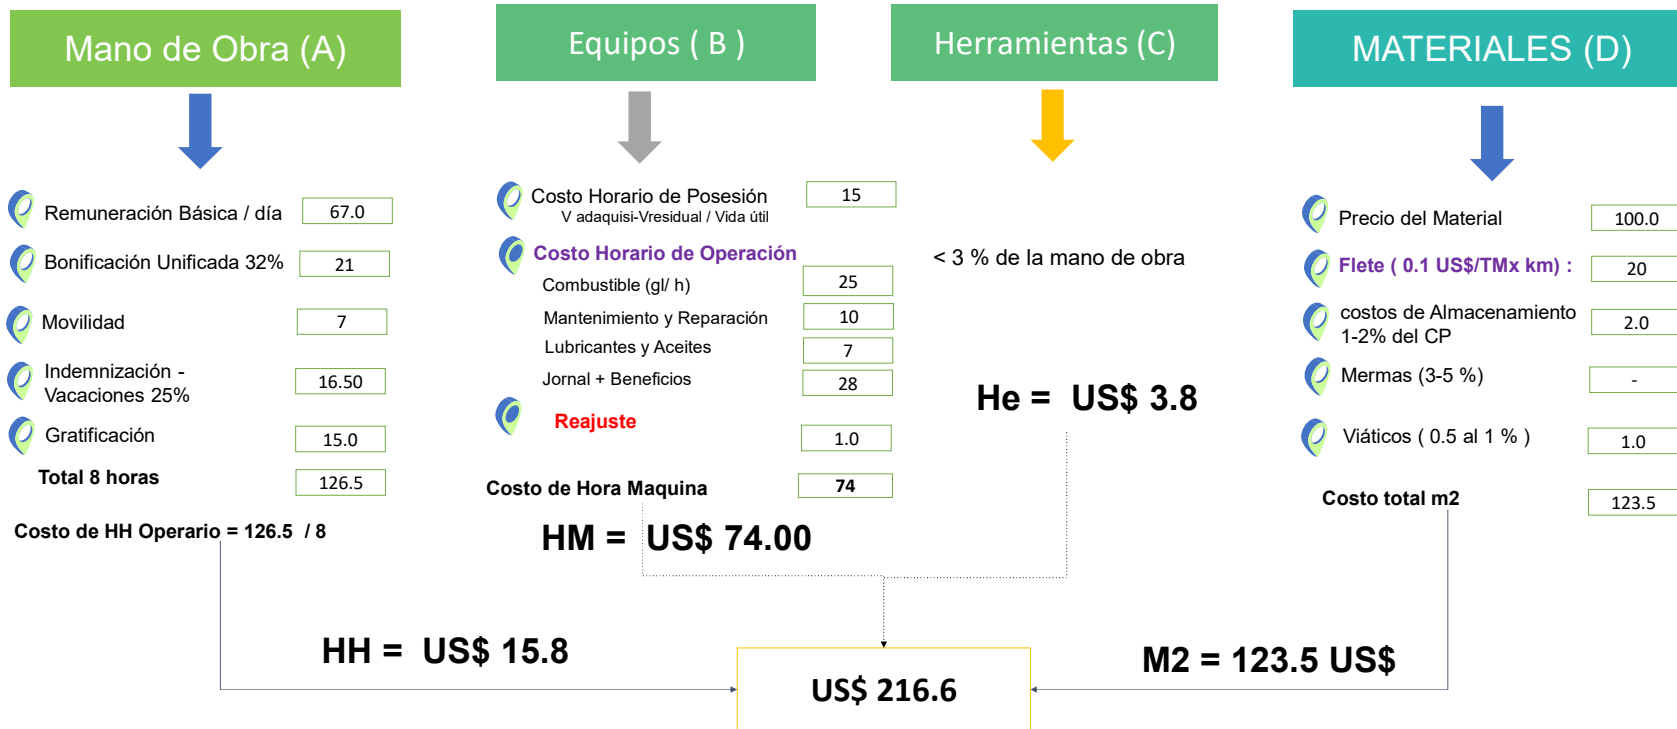 Mano de Obra (A)
Remuneración Básica / día 67.0
Bonificación Unificada 32% 21
Movilidad 7
Indemnización -
Vacaciones 25% 16.50
Gratificación 15.0
Total 8 horas 126.5
Costo de HH Operario = 126.5 / 8
HH = US$ 15.8
Equipos ( B )
Costo Horario de Posesión 15
V adaquisi-Vresidual / Vida útil
Costo Horario de Operación
Combustible (gl/ h) 25
Mantenimiento y Reparación 10
Lubricantes y Aceites 7
Jornal + Beneficios 28
Reajuste 1.0
Costo de Hora Maquina 74
HM = US$ 74.00
Herramientas (C)
< 3 % de la mano de obra
He = US$ 3.8
MATERIALES (D)
Precio del Material 100.0
Flete ( 0.1 US$/TMx km) : 20
costos de Almacenamiento
1-2% del CP 2.0
Mermas (3-5 %) -
Viáticos ( 0.5 al 1 % ) 1.0
Costo total m2 123.5
M2 = 123.5 US$
US$ 216.6